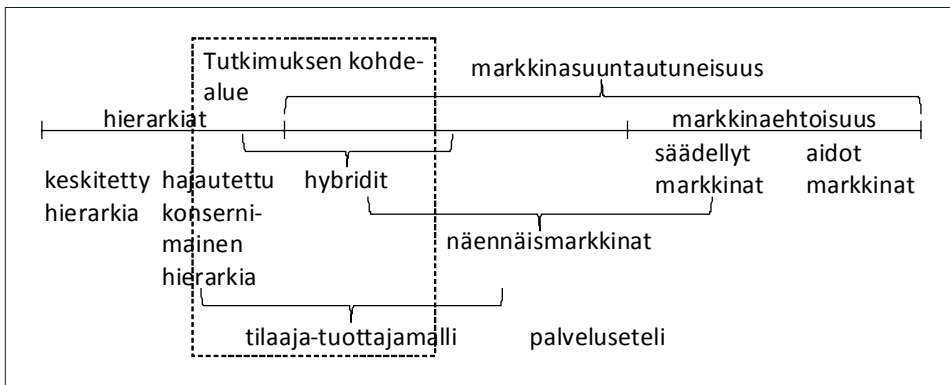 Tutkimuksen kohde-
alue
markkinasuuntautuneisuus
hierarkiat
markkinaehtoisuus
keskitetty
hierarkia
hajautettu
konserni-
mainen
hierarkia
hybridit
säädellyt
markkinat
aidot
markkinat
näennäismarkkinat
tilaaja-tuottajamalli
palveluseteli